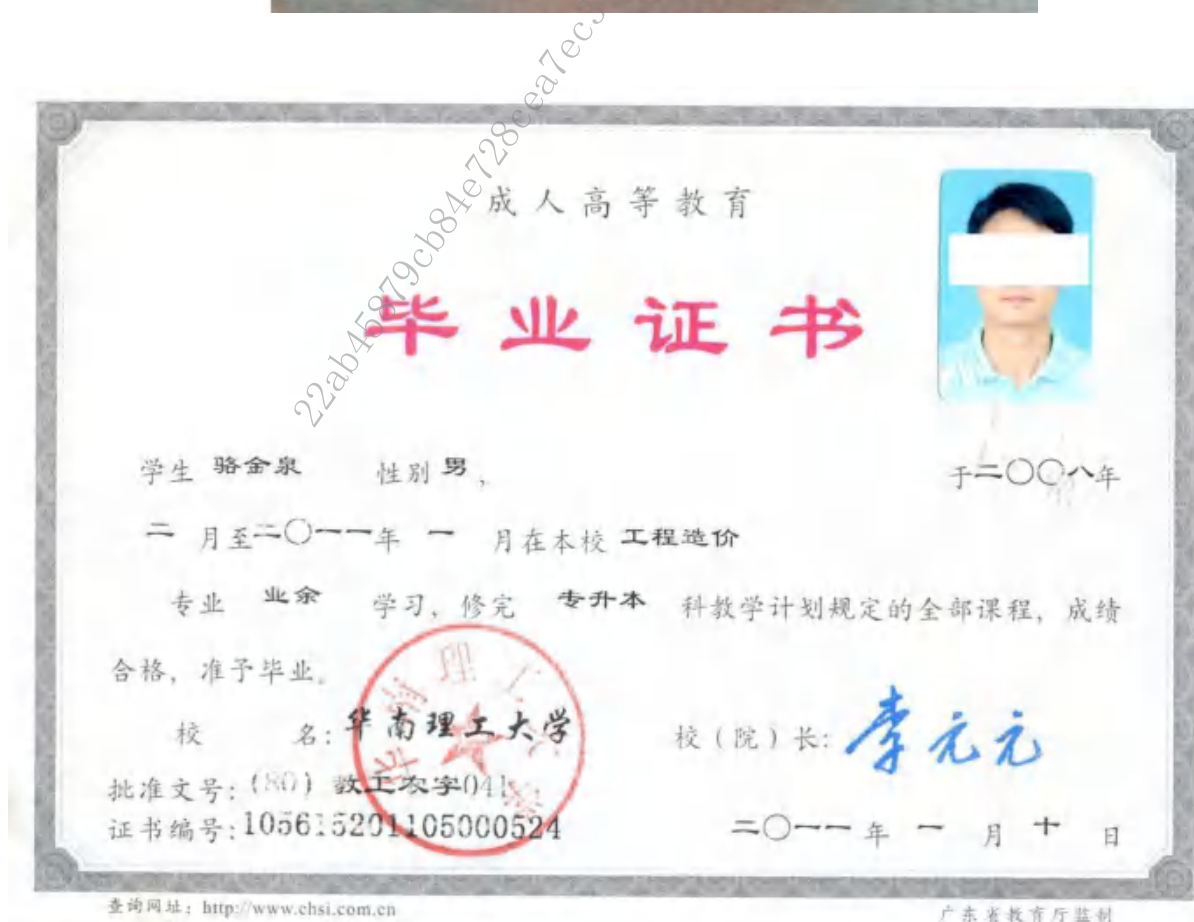 22ab45879cb84e728cea7ec
成人高等教育
毕业证书
学生 骆金泉 性别 男, 于二〇〇八年
二 月至二〇一一年 一 月在本校 工程造价
专业 业余 学习, 修完 专升本 科教学计划规定的全部课程, 成绩
合格, 准予毕业。
校 名: 华南理工大学 校(院)长: 李元元
批准文号: (80) 教工农字041
证书编号: 105615201105000524
二〇一一 年 一 月 十 日
查询网址: http://www.chsi.com.cn 广东省教育厅监制